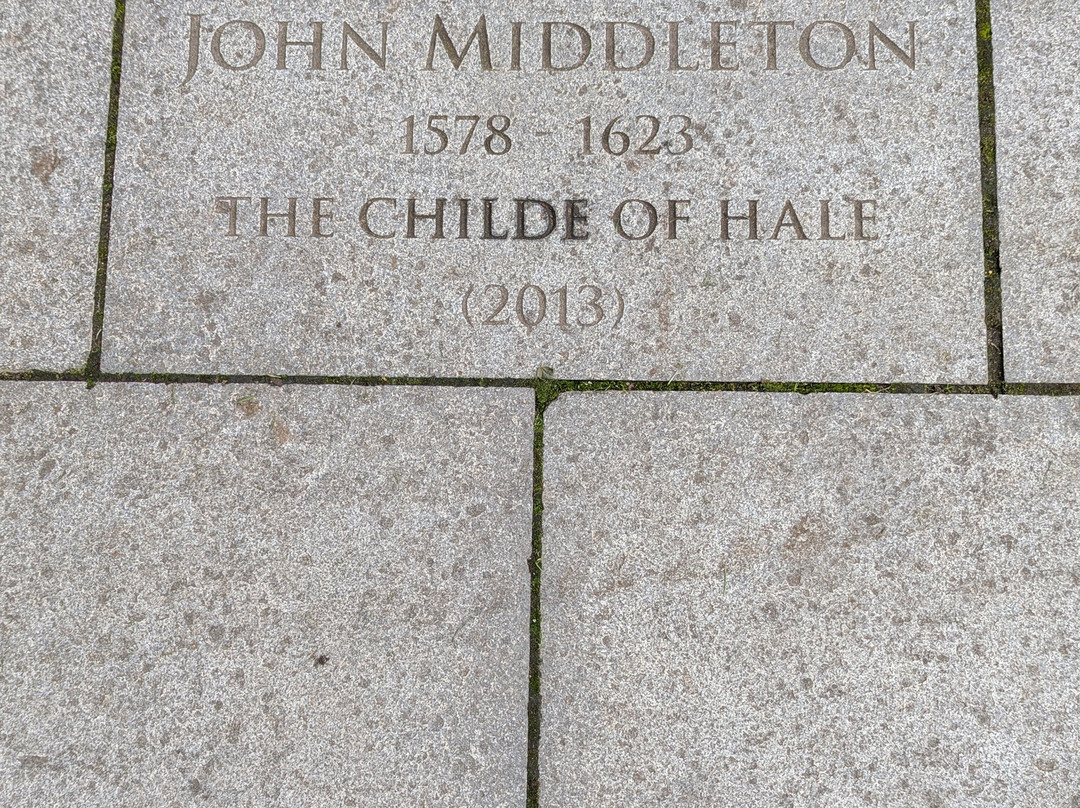 JOHN MIDDLETON
1578 - 1623
THE CHILDE OF HALE
(2013)